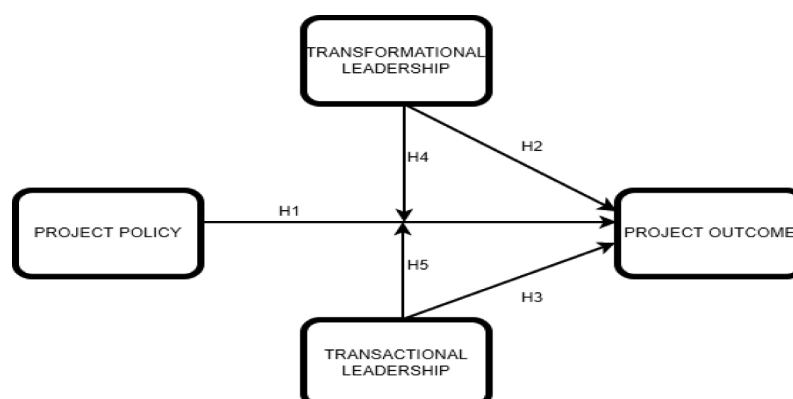 TRANSFORMATIONAL
LEADERSHIP
H2
H4
H1
PROJECT POLICY
PROJECT OUTCOME
H5
H3
TRANSACTIONAL
LEADERSHIP